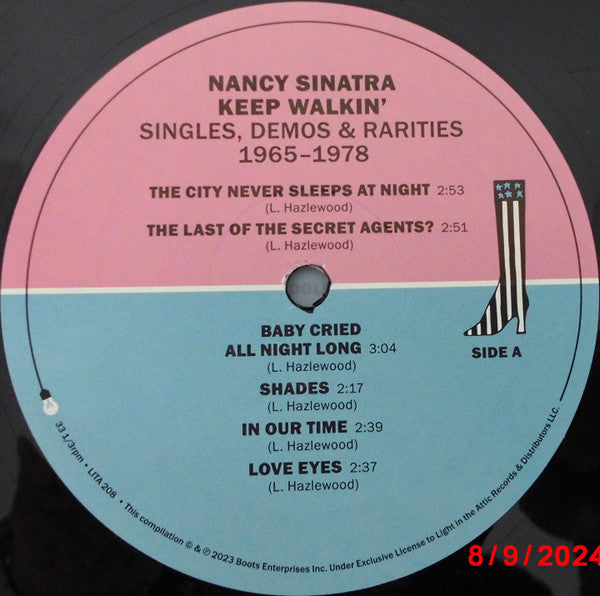 NANCY SINATRA
KEEP WALKIN'
SINGLES, DEMOS & RARITIES
1965–1978
THE CITY NEVER SLEEPS AT NIGHT 2:53
(L. Hazlewood)
THE LAST OF THE SECRET AGENTS? 2:51
(L. Hazlewood)
BABY CRIED
ALL NIGHT LONG 3:04
(L. Hazlewood)
SIDE A
SHADES 2:17
(L. Hazlewood)
IN OUR TIME 2:39
(L. Hazlewood)
LOVE EYES 2:37
(L. Hazlewood)
33 1/3rpm • LITA 208 • This compilation © & ℗ 2023 Boots Enterprises Inc. Under Exclusive License to Light in the Attic Records & Distributors LLC.
8/9/2024